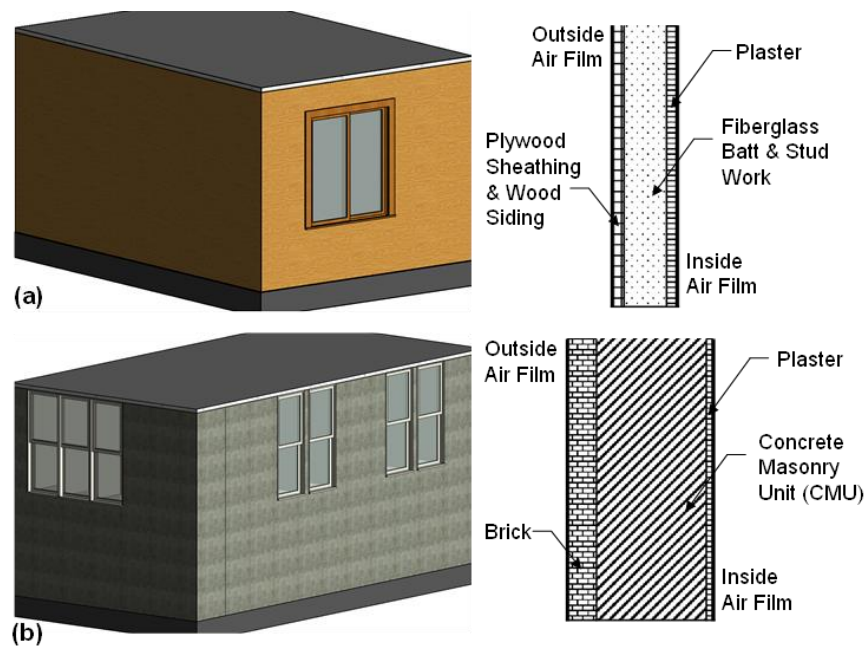 Outside
Air Film
Plaster
Plywood
Sheathing
& Wood
Siding
Fiberglass
Batt & Stud
Work
Inside
Air Film
(a)
Outside
Air Film
Plaster
Concrete
Masonry
Unit (CMU)
Brick
Inside
Air Film
(b)